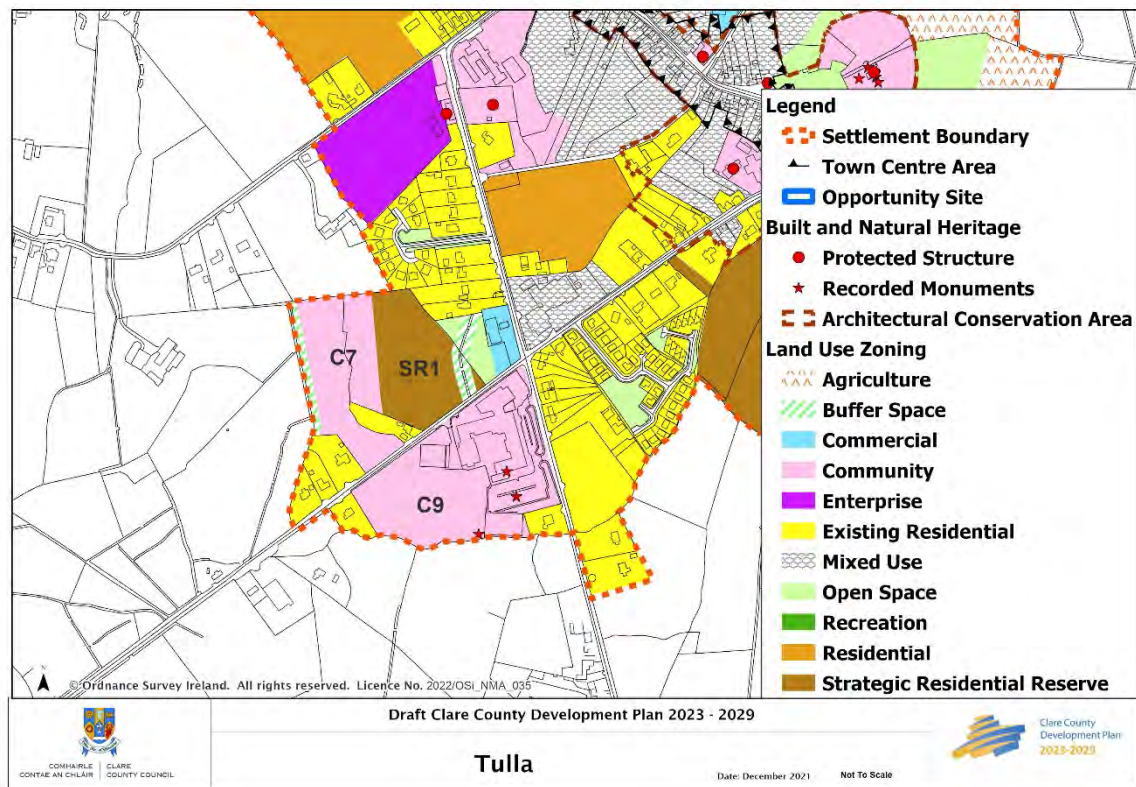 Legend
Settlement Boundary
Town Centre Area
Opportunity Site
Built and Natural Heritage
Protected Structure
Recorded Monuments
Architectural Conservation Area
Land Use Zoning
Agriculture
Buffer Space
Commercial
Community
Enterprise
Existing Residential
Mixed Use
Open Space
Recreation
Residential
Strategic Residential Reserve
C7
SR1
C9
© Ordnance Survey Ireland. All rights reserved. Licence No. 2022/OSi_NMA_035
COMHAIRLE CONTAE AN CHLÁIR
CLARE COUNTY COUNCIL
Draft Clare County Development Plan 2023 - 2029
Tulla
Date: December 2021 Not To Scale
Clare County
Development Plan
2023-2029